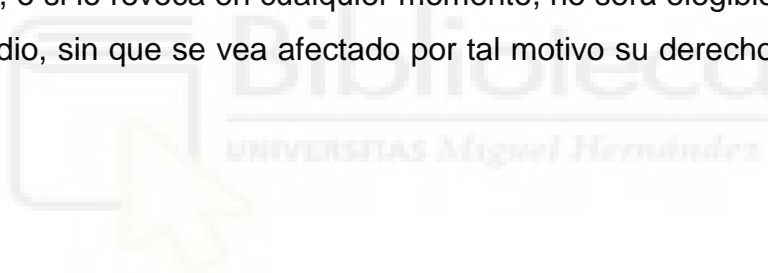 , o si lo revoca en cualquier momento, no será elegible
dio, sin que se vea afectado por tal motivo su derecho
Biblioteca
UNIVERSITAS Miguel Hernández